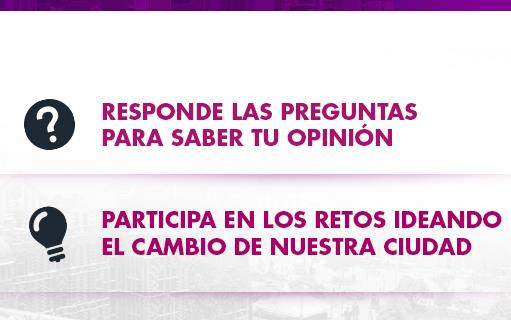 RESPONDE LAS PREGUNTAS
PARA SABER TU OPINIÓN
PARTICIPA EN LOS RETOS IDEANDO
EL CAMBIO DE NUESTRA CIUDAD